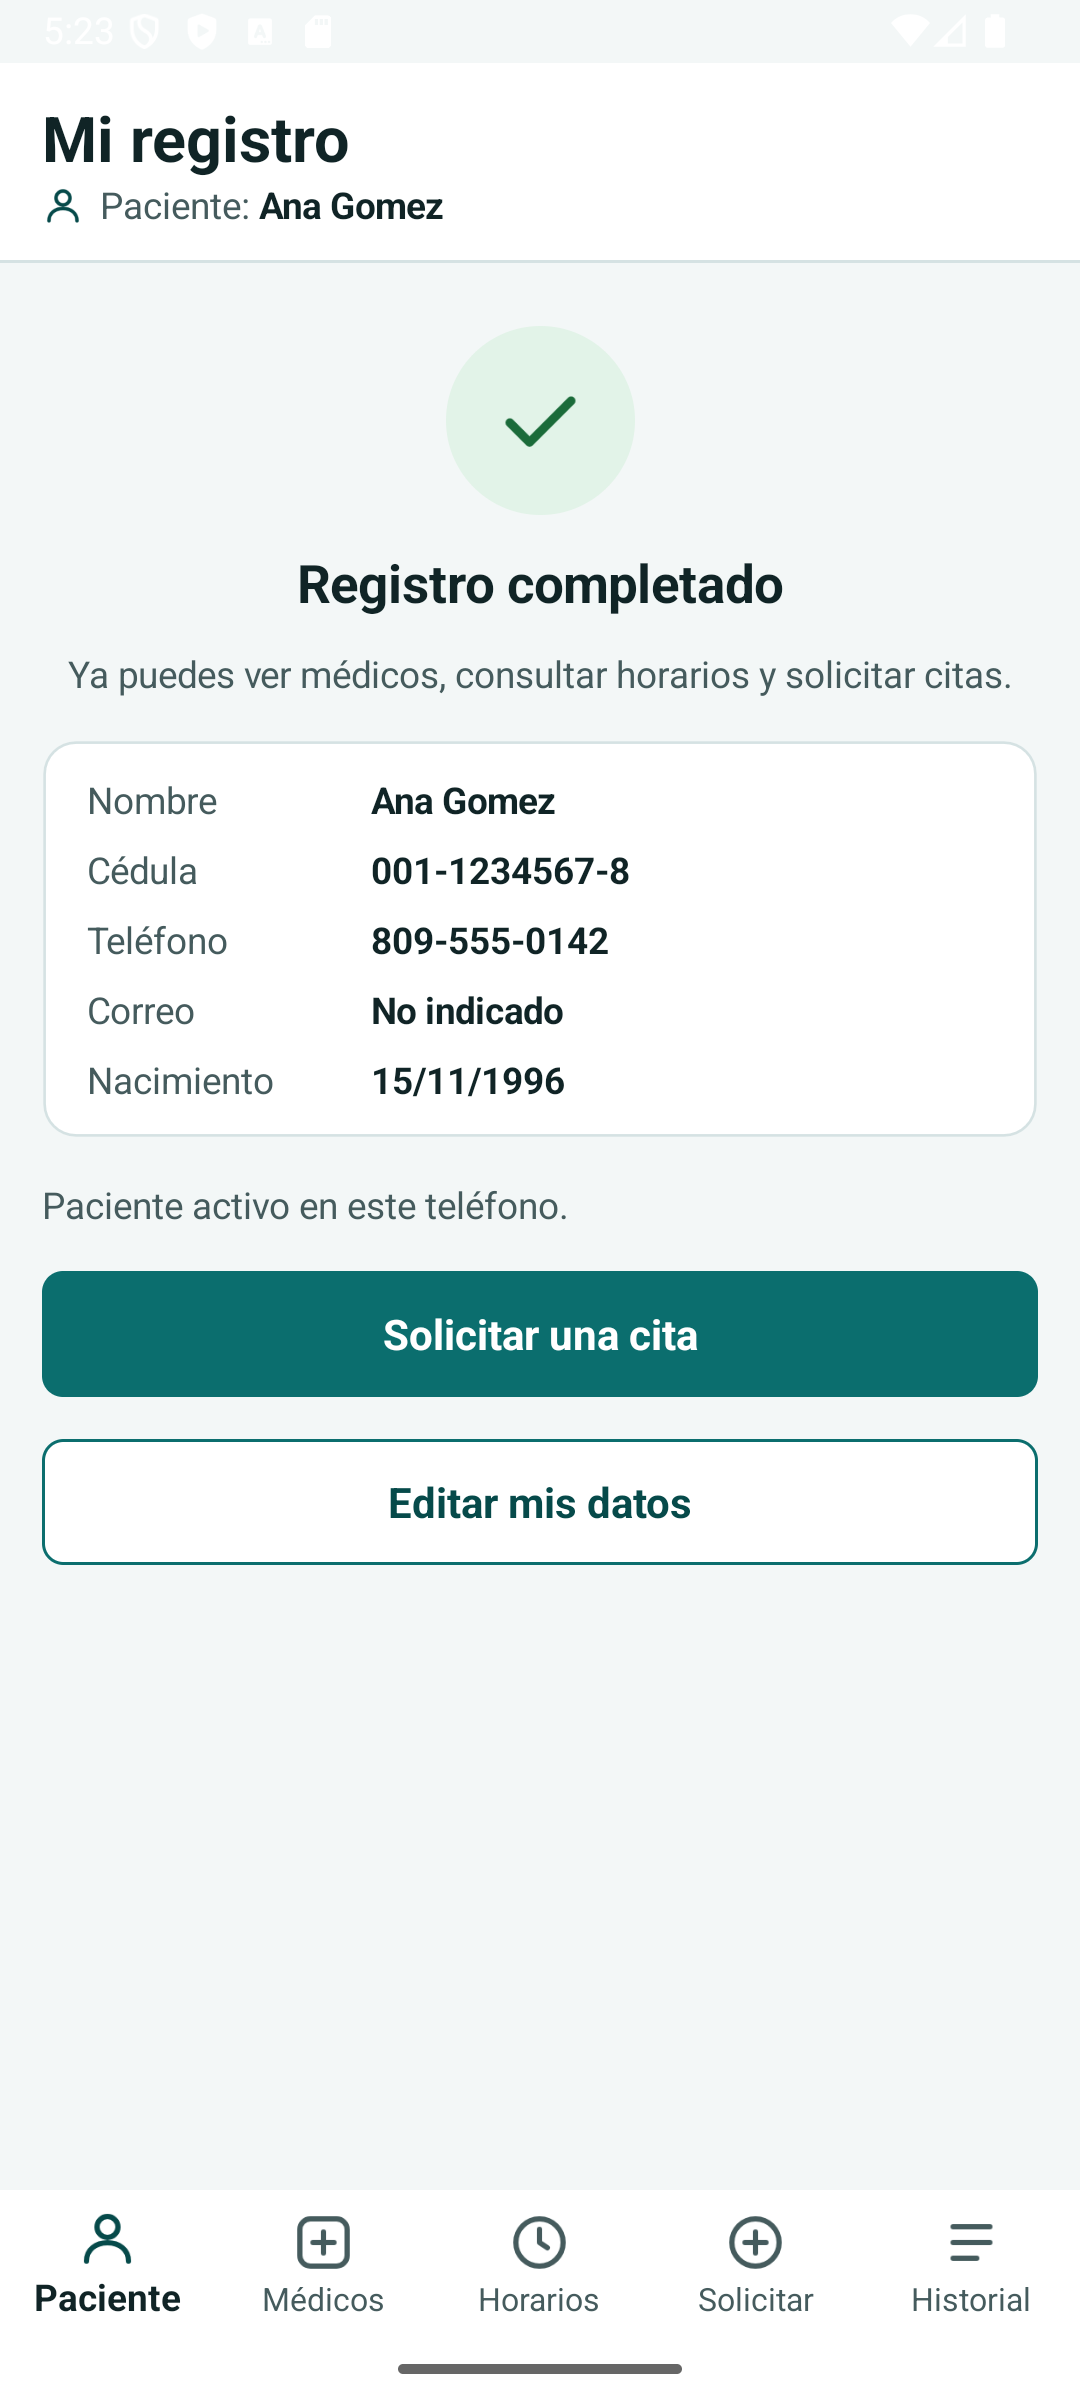 5:23
Mi registro
Paciente: Ana Gomez
Registro completado
Ya puedes ver médicos, consultar horarios y solicitar citas.
Nombre Ana Gomez
Cédula 001-1234567-8
Teléfono 809-555-0142
Correo No indicado
Nacimiento 15/11/1996
Paciente activo en este teléfono.
Solicitar una cita
Editar mis datos
Paciente Médicos Horarios Solicitar Historial